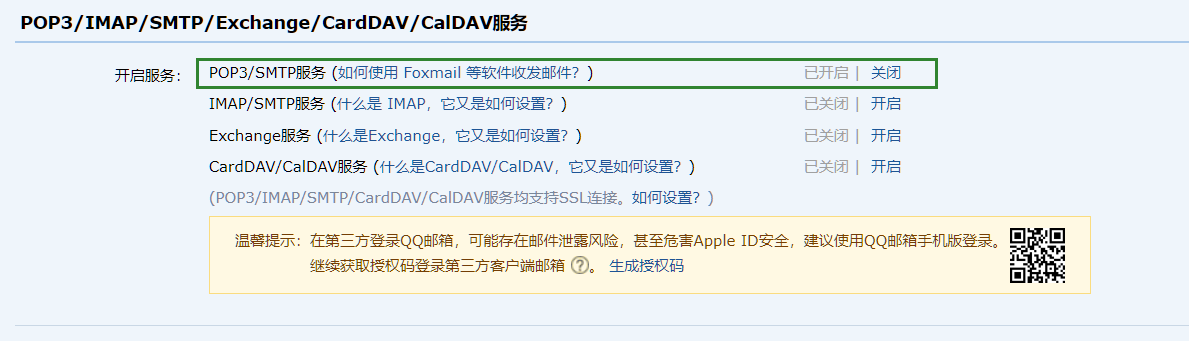 POP3/IMAP/SMTP/Exchange/CardDAV/CalDAV服务
开启服务： POP3/SMTP服务 (如何使用 Foxmail 等软件收发邮件？) 已开启 | 关闭
IMAP/SMTP服务 (什么是 IMAP，它又是如何设置？) 已关闭 | 开启
Exchange服务 (什么是Exchange，它又是如何设置？) 已关闭 | 开启
CardDAV/CalDAV服务 (什么是CardDAV/CalDAV，它又是如何设置？) 已关闭 | 开启
(POP3/IMAP/SMTP/CardDAV/CalDAV服务均支持SSL连接。如何设置？)
温馨提示：在第三方登录QQ邮箱，可能存在邮件泄露风险，甚至危害Apple ID安全，建议使用QQ邮箱手机版登录。
继续获取授权码登录第三方客户端邮箱 ?。 生成授权码